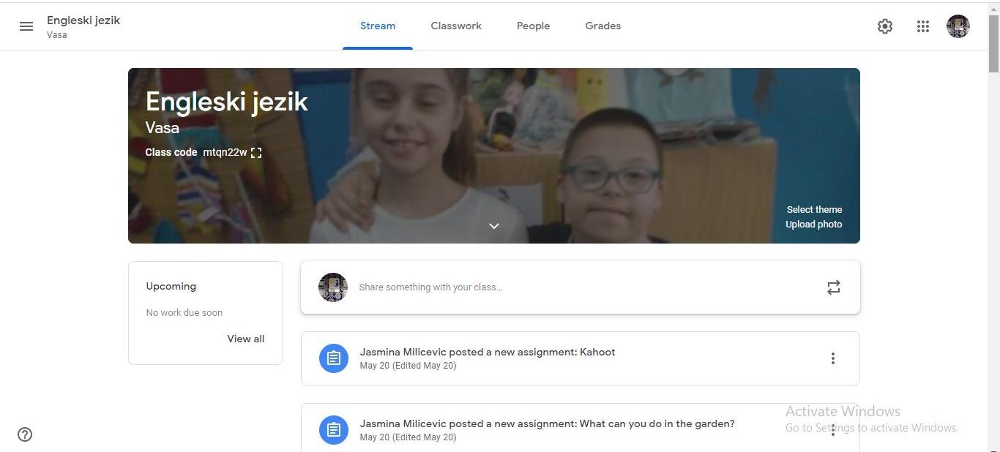 Engleski jezik
Vasa
Stream
Classwork
People
Grades
Engleski jezik
Vasa
Class code mtqn22w
Select theme
Upload photo
Upcoming
No work due soon
View all
Share something with your class...
Jasmina Milicevic posted a new assignment: Kahoot
May 20 (Edited May 20)
Jasmina Milicevic posted a new assignment: What can you do in the garden?
May 20 (Edited May 20)
Activate Windows
Go to Settings to activate Windows.